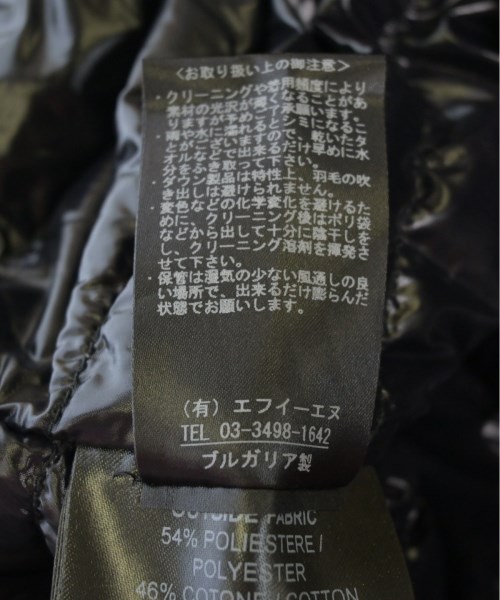 〈お取り扱い上の御注意〉
・クリーニングや着用頻度により
素材の光沢が薄くなることがあ
りますが予めご了承願います。
・雨や水に濡れるとシミになるこ
とがございますので、乾いたタ
オルなどで出来るだけ早めに水
分をふき取って下さい。
・ダウン製品は特性上、羽毛の吹
き出しは避けられません。
・変色などの化学変化を避けるた
めに、クリーニング後はポリ袋
などから出して十分に陰干しを
し、クリーニング溶剤を揮発さ
せて下さい。
・保管は湿気の少ない風通しの良
い場所で、出来るだけ膨らんだ
状態でお願いします。
(有) エフイーエヌ
TEL 03-3498-1642
ブルガリア製
OUTSIDE FABRIC
54% POLIESTERE/
POLYESTER
46% COTONE/COTTON